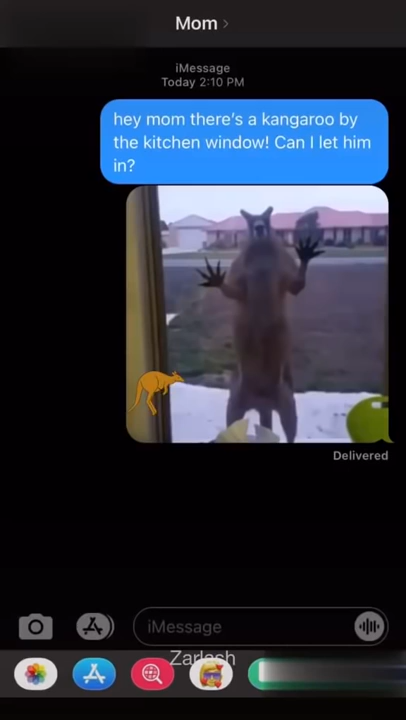 Mom
iMessage
Today 2:10 PM
hey mom there's a kangaroo by
the kitchen window! Can I let him
in?
Delivered
iMessage
Zarlash